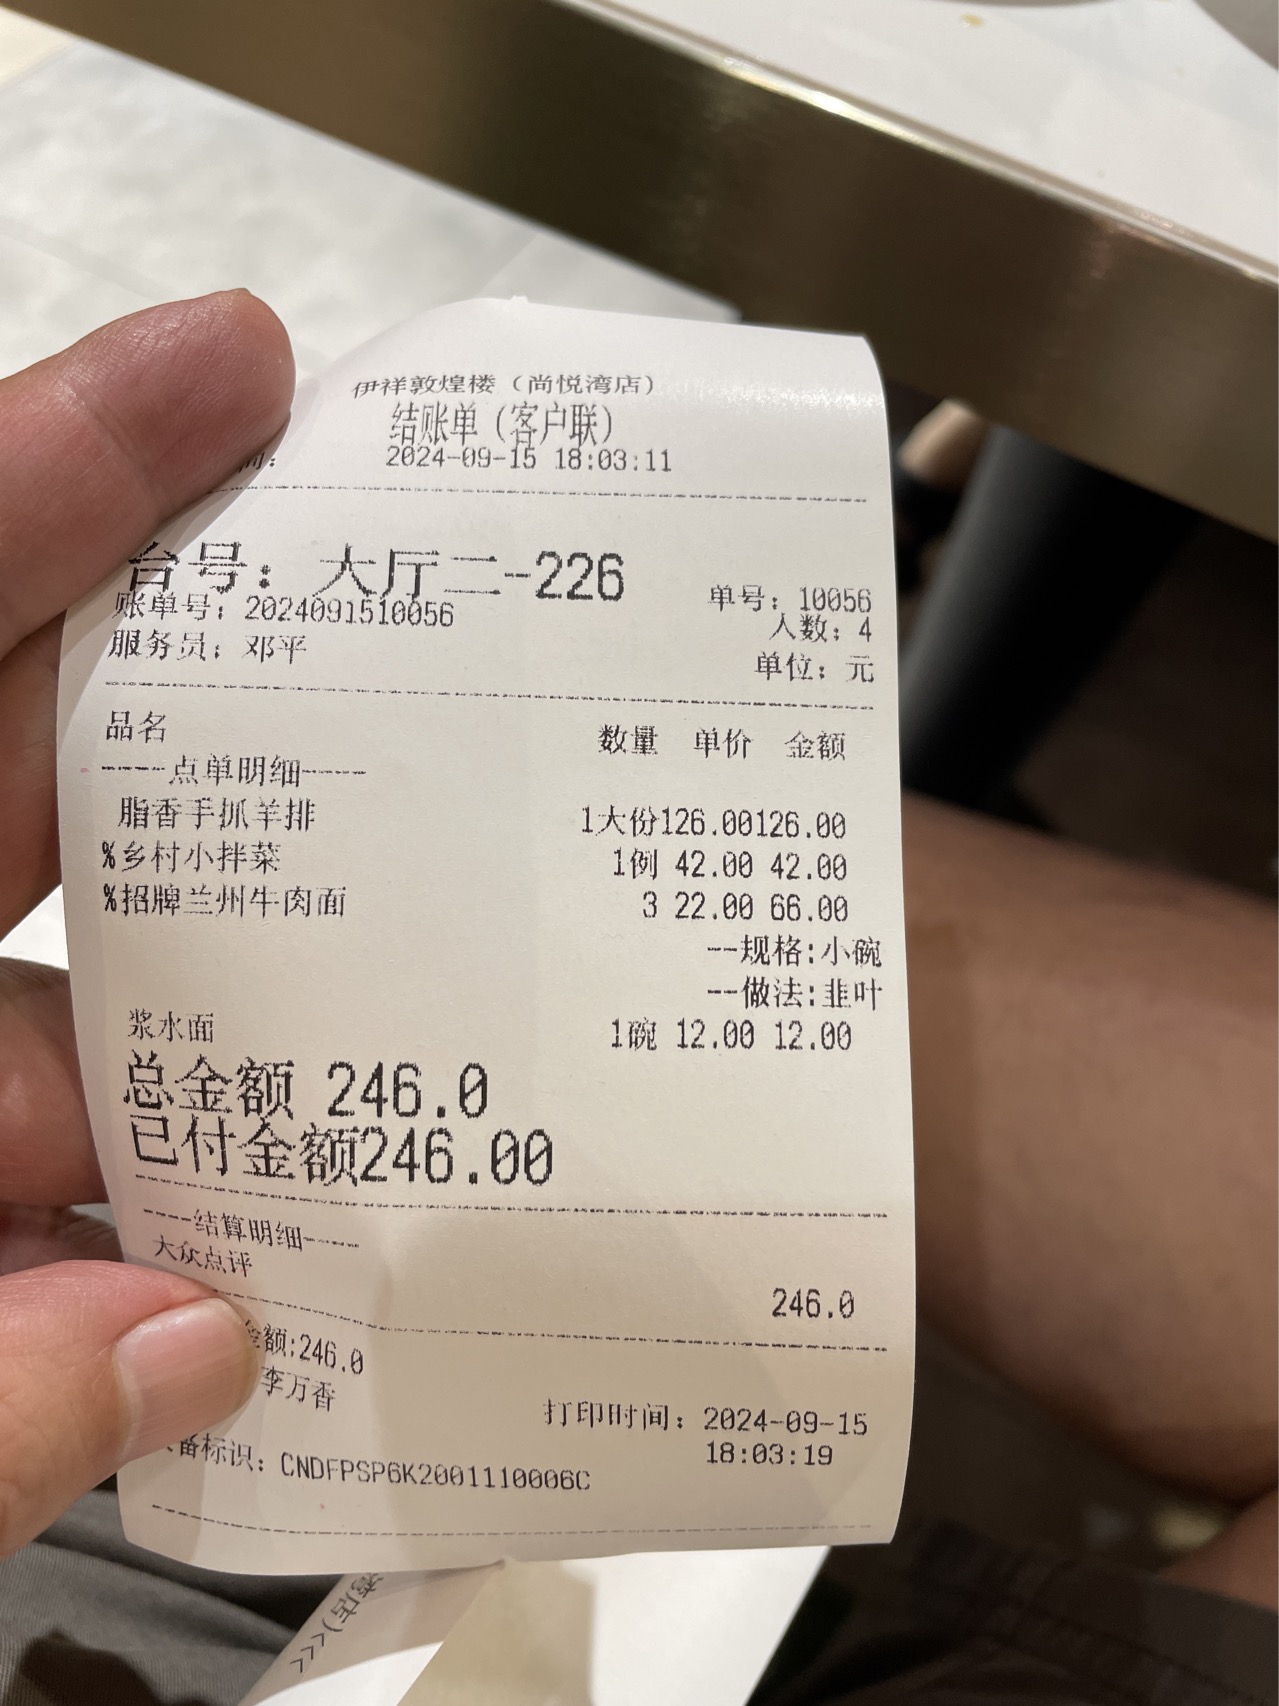 伊祥敦煌楼（尚悦湾店）
结账单（客户联）
间： 2024-09-15 18:03:11
台号：大厅二-226
账单号：2024091510056 单号：10056
服务员：邓平 人数：4
单位：元
品名 数量 单价 金额
----点单明细----
脂香手抓羊排 1大份126.00126.00
%乡村小拌菜 1例 42.00 42.00
%招牌兰州牛肉面 3 22.00 66.00
--规格:小碗
--做法:韭叶
浆水面 1碗 12.00 12.00
总金额 246.0
已付金额246.00
----结算明细----
大众点评 246.0
金额:246.0
李万香
打印时间：2024-09-15
18:03:19
备标识：CNDFPSP6K2001110006C
湾店)<<<